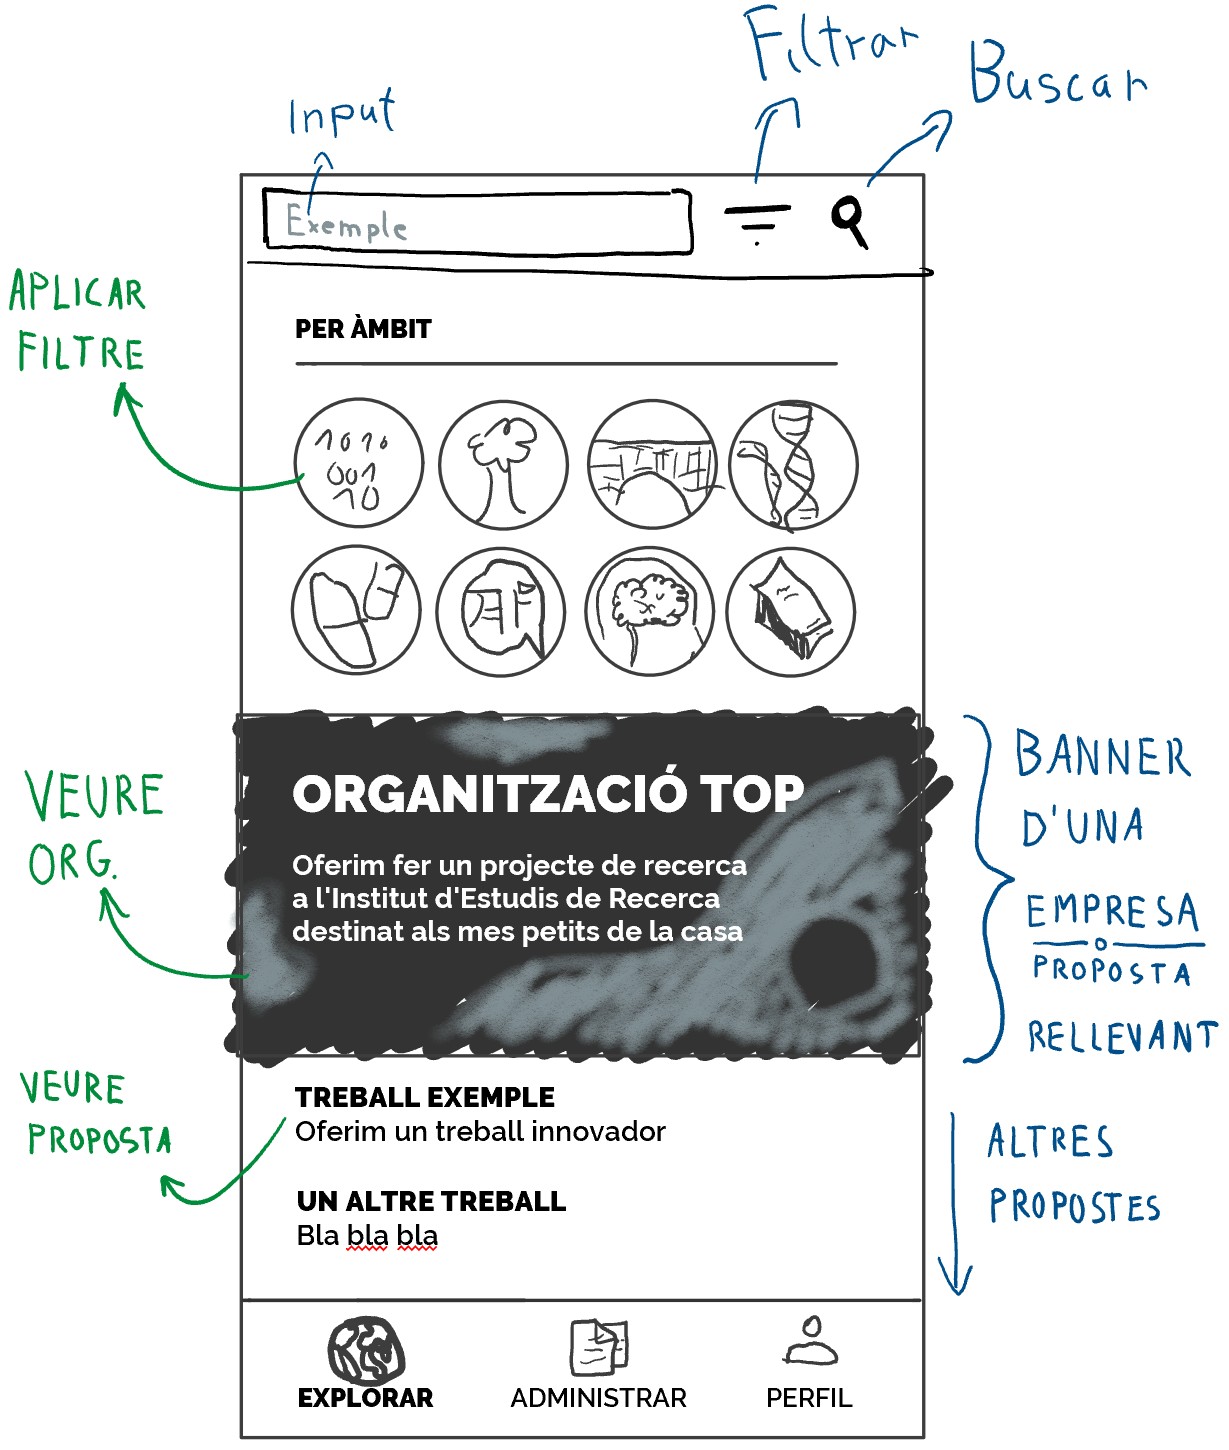 Filtrar
Buscar
Input
Exemple
APLICAR
FILTRE
PER ÀMBIT
1010
001
10
ORGANITZACIÓ TOP
Oferim fer un projecte de recerca
a l'Institut d'Estudis de Recerca
destinat als mes petits de la casa
VEURE
ORG.
BANNER
D'UNA
EMPRESA
O
PROPOSTA
RELLEVANT
VEURE
PROPOSTA
TREBALL EXEMPLE
Oferim un treball innovador
UN ALTRE TREBALL
Bla bla bla
ALTRES
PROPOSTES
EXPLORAR
ADMINISTRAR
PERFIL